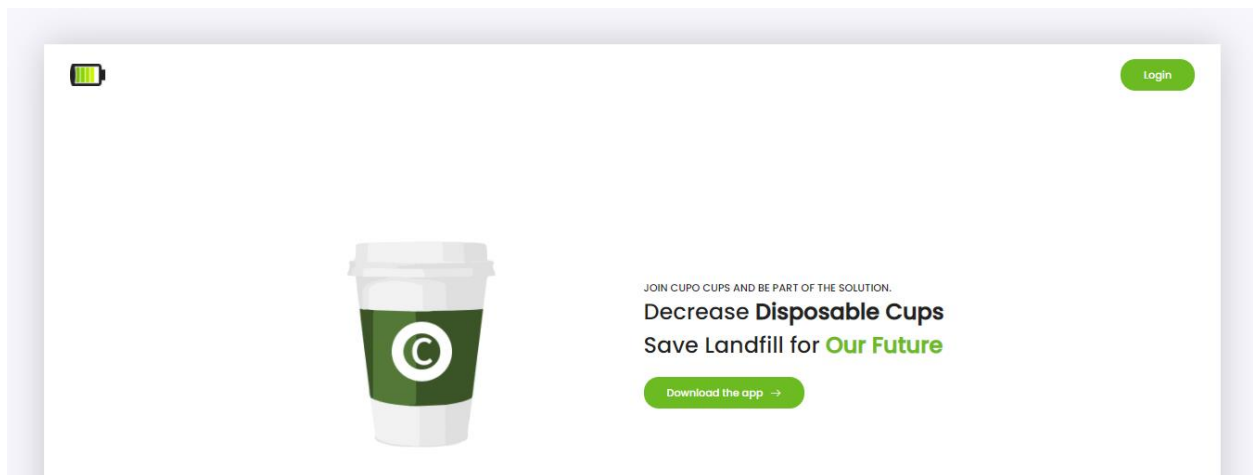 Login
JOIN CUPO CUPS AND BE PART OF THE SOLUTION.
Decrease Disposable Cups
Save Landfill for Our Future
C
Download the app →